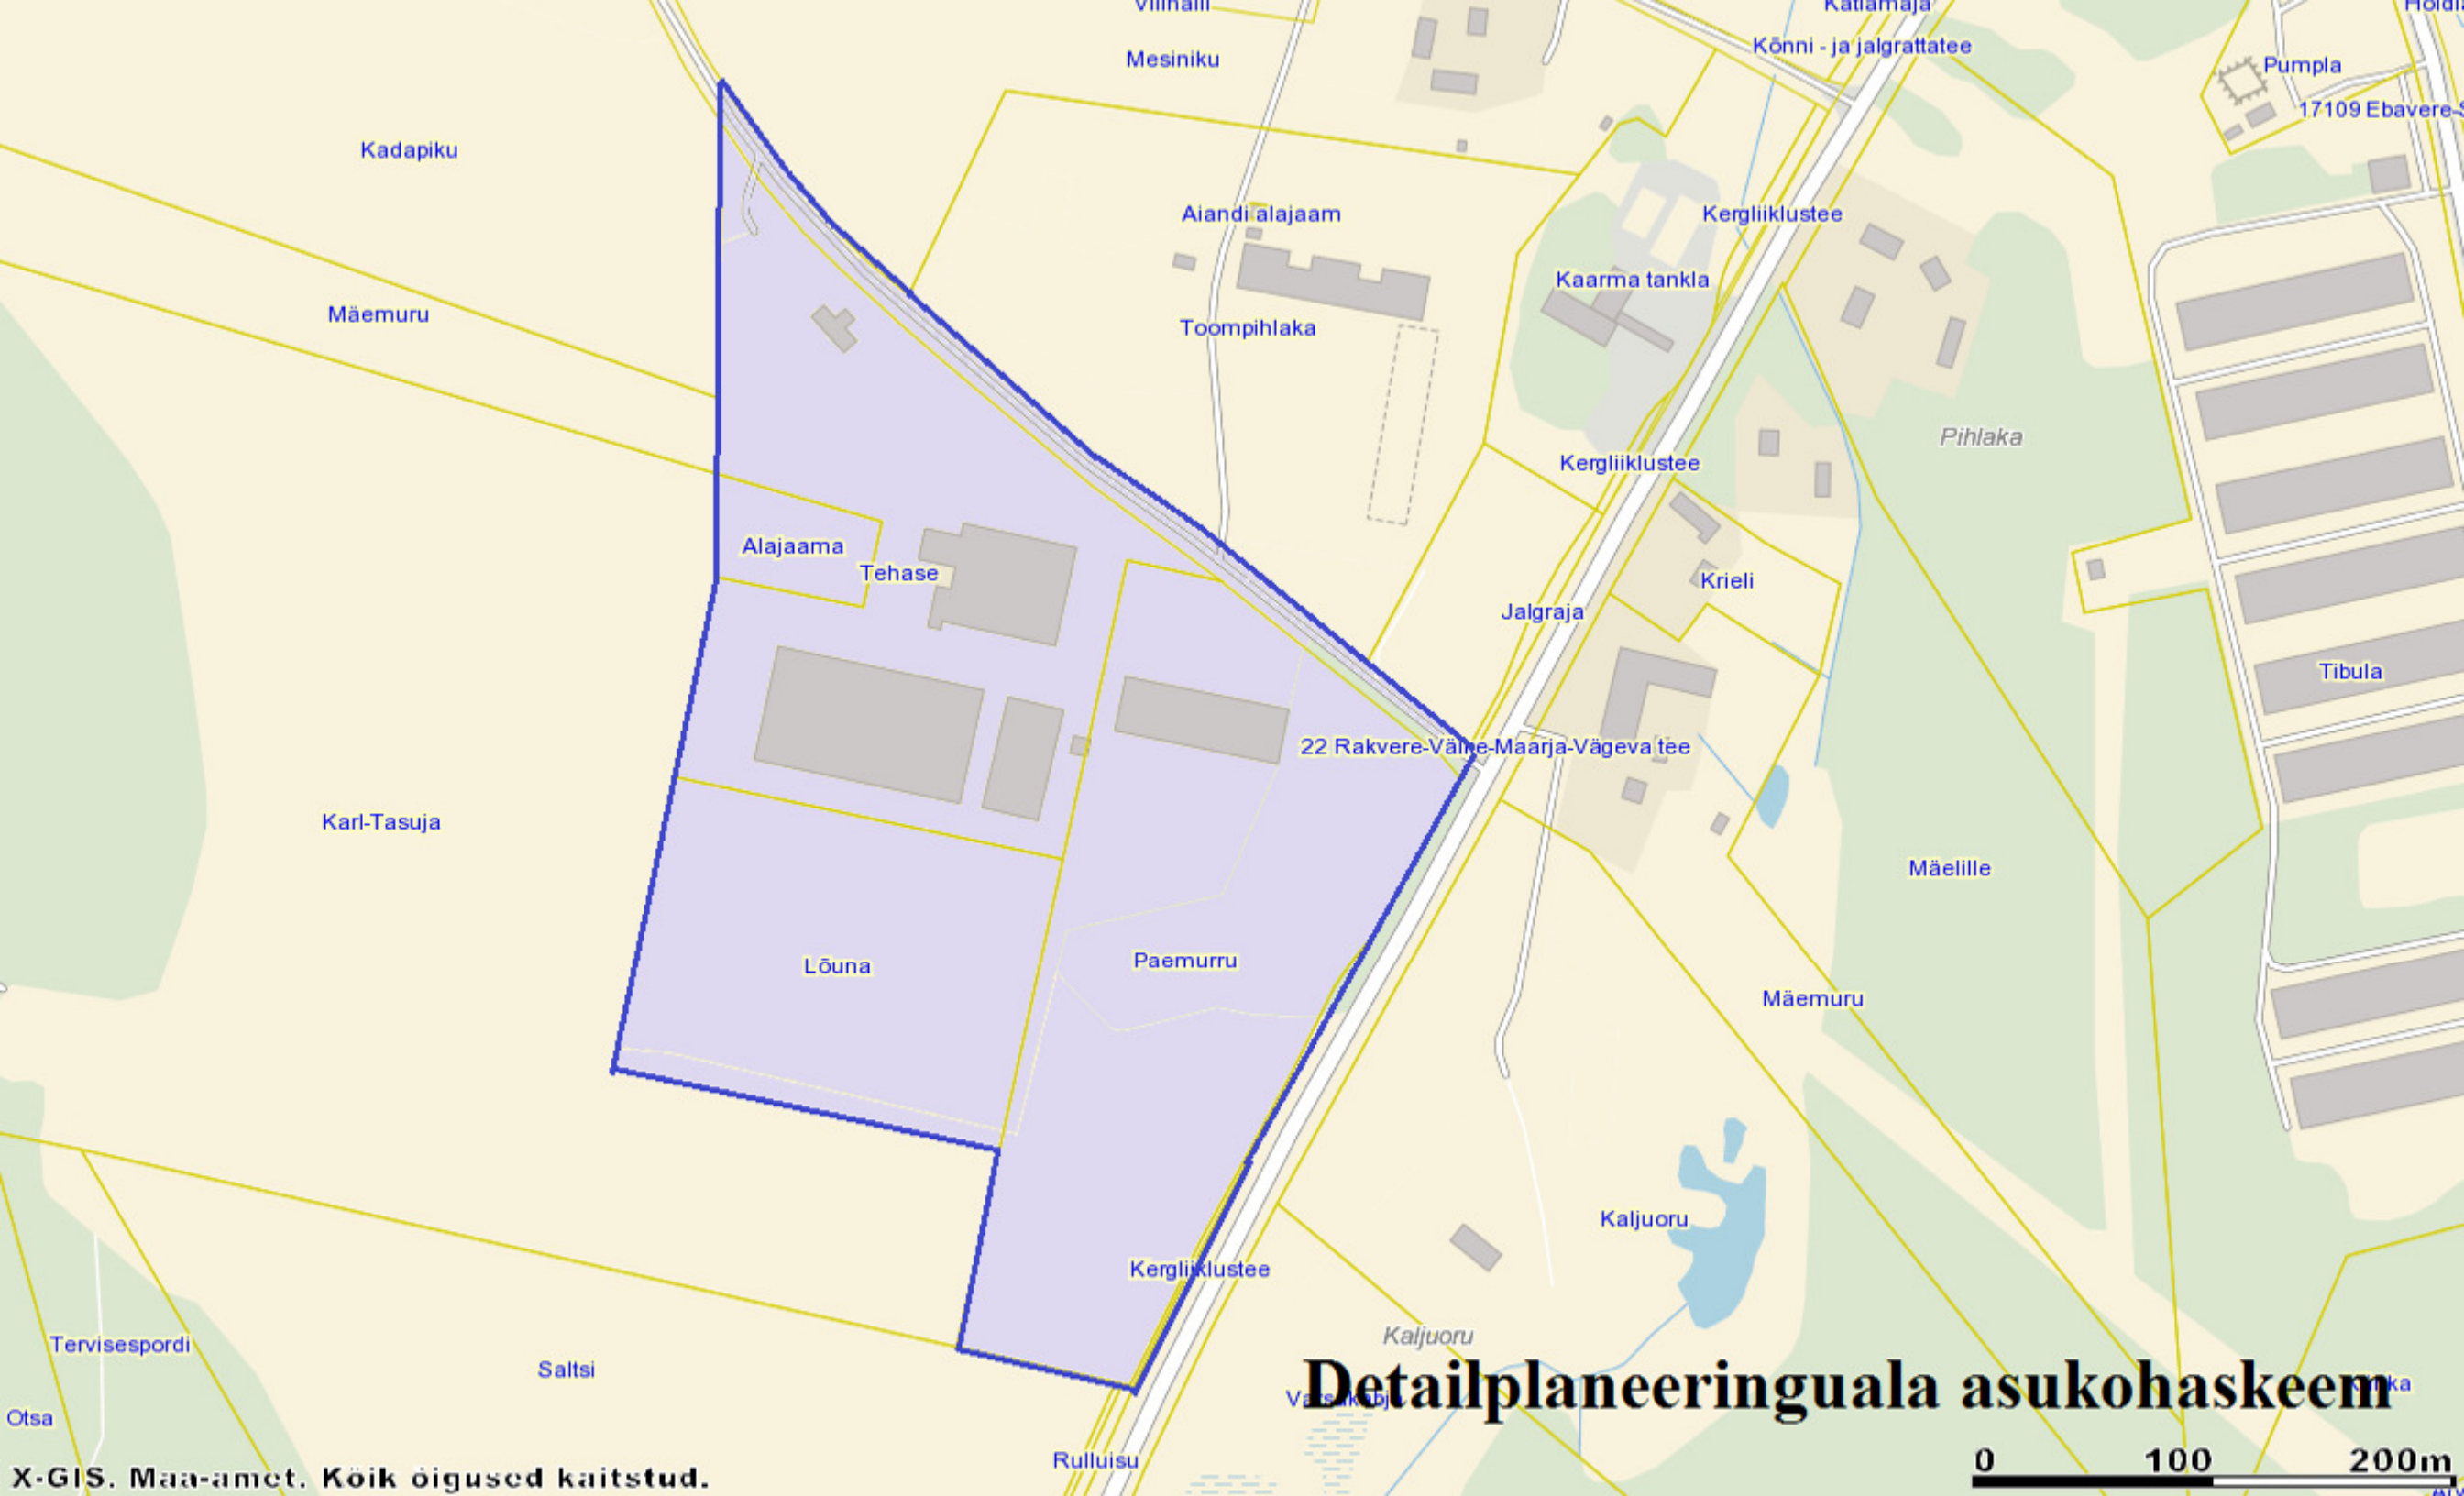 Mesiniku
Kõnni - ja jalgrattatee
Pumpla
17109 Ebavere-
Kadapiku
Aiandi alajaam
Kergliiklustee
Kaarma tankla
Mäemuru
Toompihlaka
Pihlaka
Kergliiklustee
Alajaama
Tehase
Krieli
Jalgraja
Tibula
22 Rakvere-Väike-Maarja-Vägeva tee
Karl-Tasuja
Mäelille
Lõuna
Paemurru
Mäemuru
Kaljuoru
Kergliiklustee
Kaljuoru
Tervisespordi
Saltsi
Detailplaneeringuala asukohaskeem
Otsa
Rulluisu
0 100 200m
X-GIS. Maa-amet. Kõik õigused kaitstud.